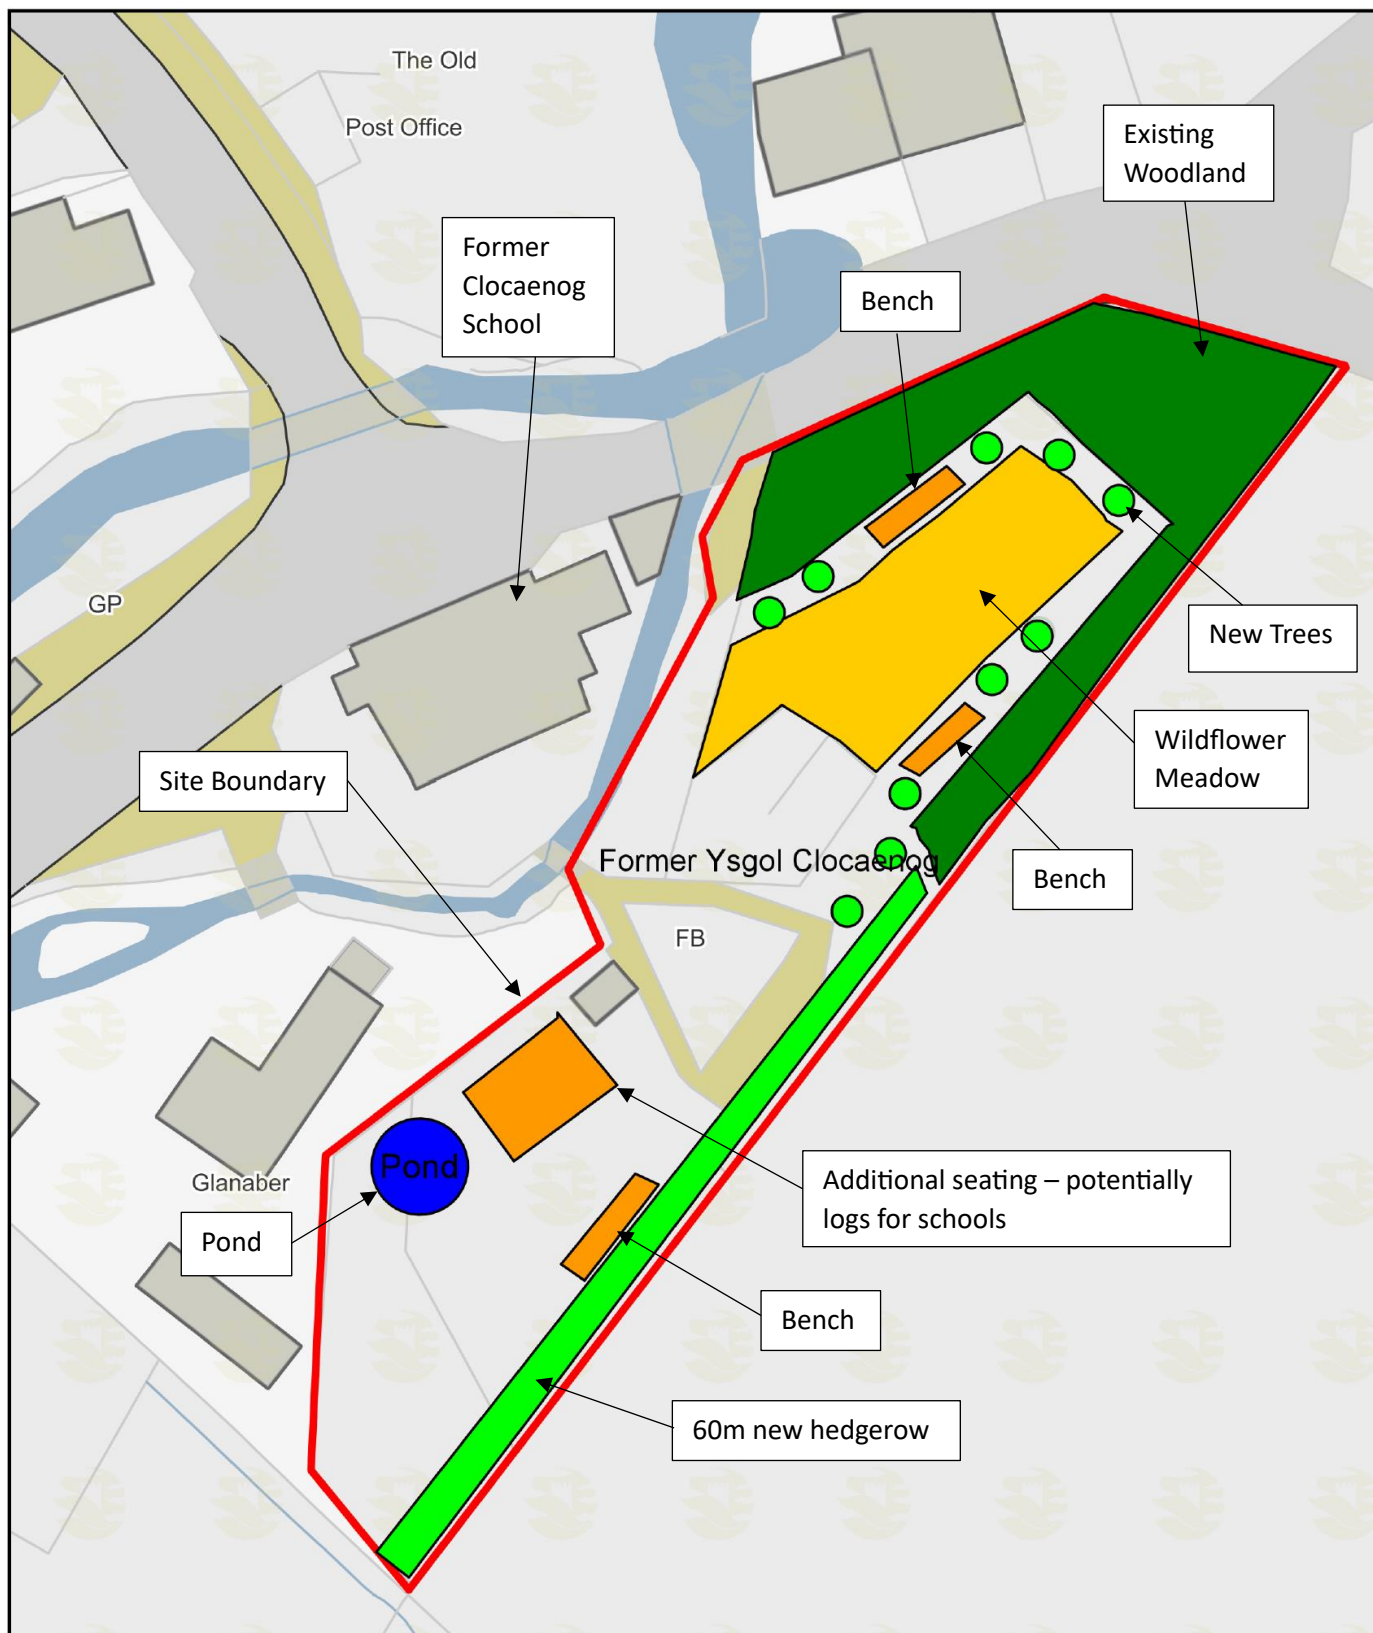 The Old
Post Office
Existing
Woodland
Former
Clocaenog
School
Bench
GP
New Trees
Wildflower
Meadow
Site Boundary
Former Ysgol Clocaenog
Bench
FB
Pond
Additional seating – potentially
logs for schools
Glanaber
Pond
Bench
60m new hedgerow